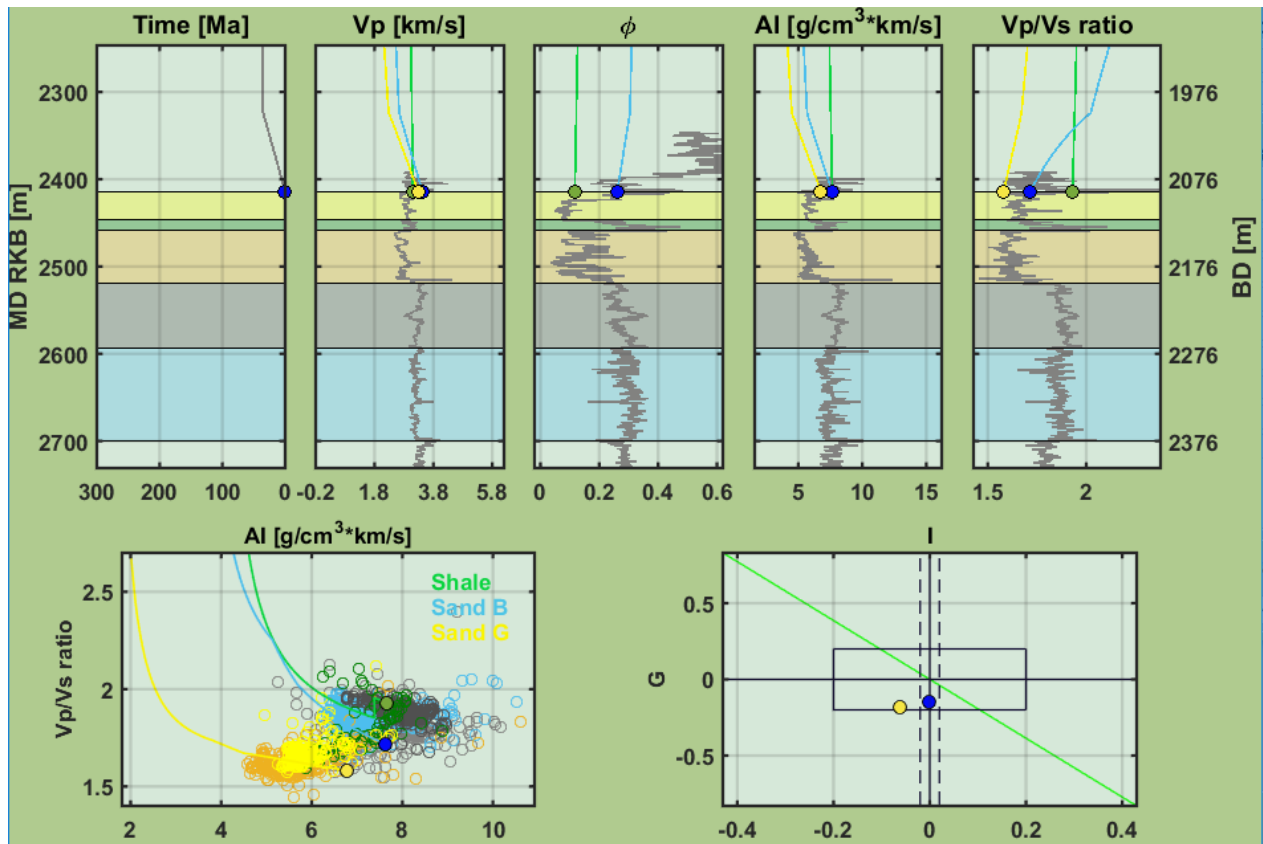 Time [Ma] Vp [km/s] ϕ AI [g/cm³*km/s] Vp/Vs ratio
2300 1976
2400 2076
2500 2176
2600 2276
2700 2376
MD RKB [m]
BD [m]
300 200 100 0 -0.2 1.8 3.8 5.8 0 0.2 0.4 0.6 5 10 15 1.5 2
AI [g/cm³*km/s] I
2.5
2
1.5
Vp/Vs ratio
Shale
Sand B
Sand G
2 4 6 8 10
0.5
0
-0.5
G
-0.4 -0.2 0 0.2 0.4